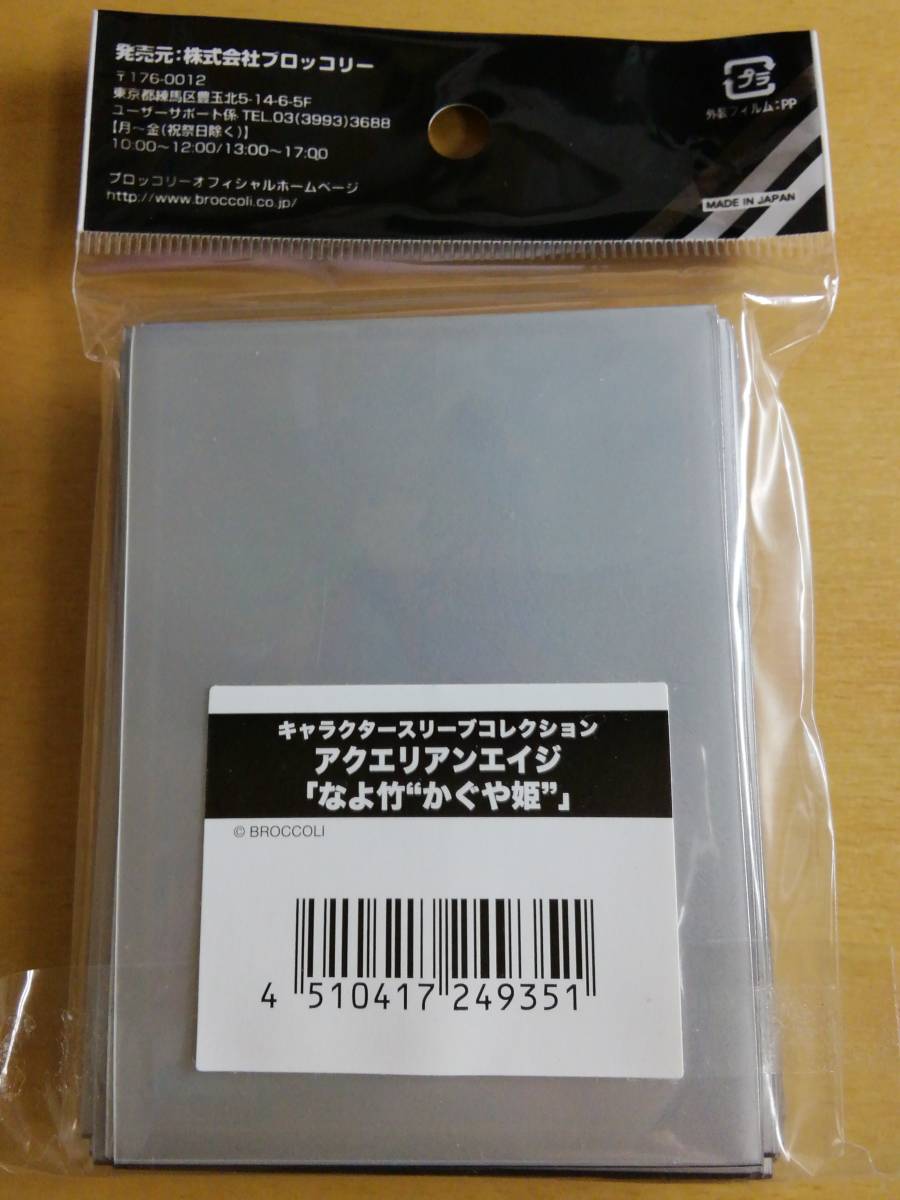 発売元:株式会社ブロッコリー
〒176-0012
東京都練馬区豊玉北5-14-6-5F
ユーザーサポート係 TEL.03(3993)3688
【月～金(祝祭日除く)】
10:00～12:00/13:00～17:00
ブロッコリーオフィシャルホームページ
http://www.broccoli.co.jp/
プラ
外装フィルム:PP
MADE IN JAPAN
キャラクタースリーブコレクション
アクエリアンエイジ
「なよ竹“かぐや姫”」
© BROCCOLI
4 510417 249351